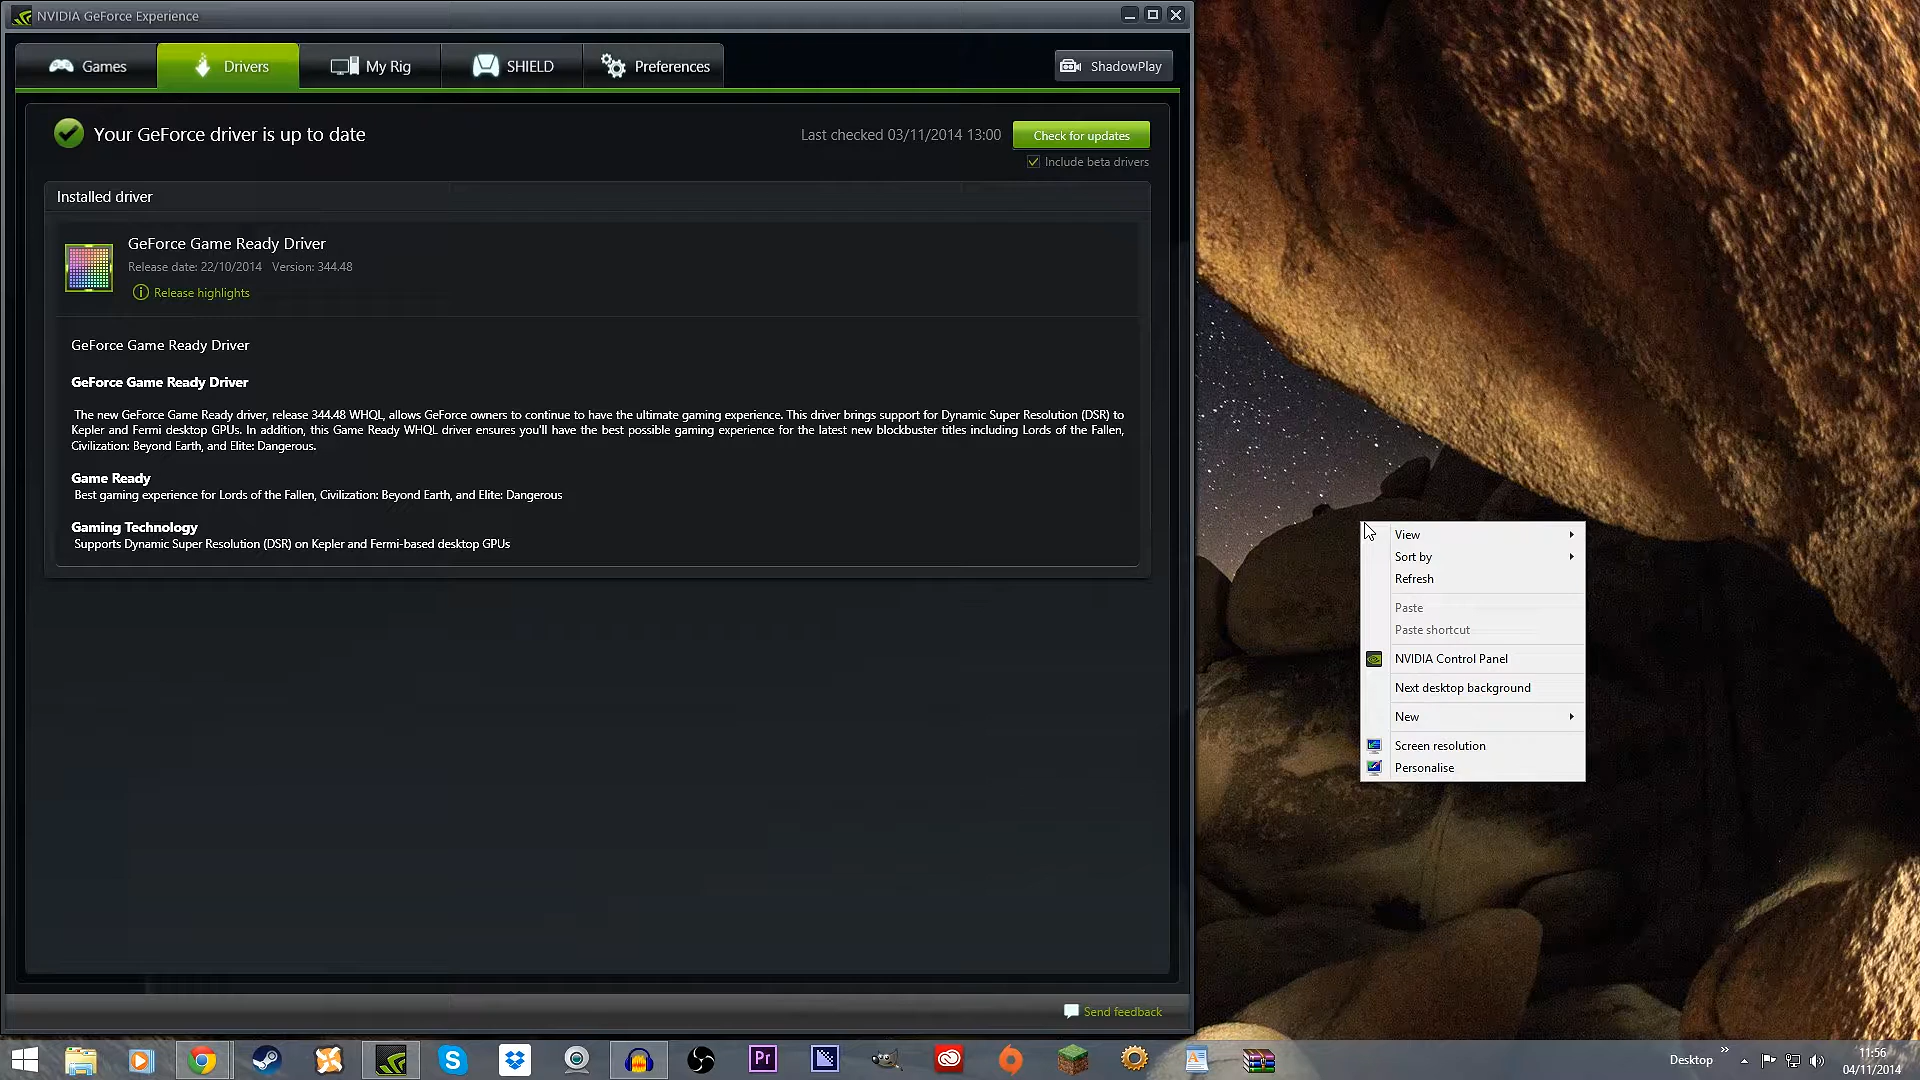 NVIDIA GeForce Experience
Games
Drivers
My Rig
SHIELD
Preferences
ShadowPlay
Your GeForce driver is up to date
Last checked 03/11/2014 13:00
Check for updates
Include beta drivers
Installed driver
GeForce Game Ready Driver
Release date: 22/10/2014 Version: 344.48
Release highlights
GeForce Game Ready Driver
GeForce Game Ready Driver
The new GeForce Game Ready driver, release 344.48 WHQL, allows GeForce owners to continue to have the ultimate gaming experience. This driver brings support for Dynamic Super Resolution (DSR) to
Kepler and Fermi desktop GPUs. In addition, this Game Ready WHQL driver ensures you'll have the best possible gaming experience for the latest new blockbuster titles including Lords of the Fallen,
Civilization: Beyond Earth, and Elite: Dangerous.
Game Ready
Best gaming experience for Lords of the Fallen, Civilization: Beyond Earth, and Elite: Dangerous
Gaming Technology
Supports Dynamic Super Resolution (DSR) on Kepler and Fermi-based desktop GPUs
View
Sort by
Refresh
Paste
Paste shortcut
NVIDIA Control Panel
Next desktop background
New
Screen resolution
Personalise
Send feedback
Pr
Desktop
11:56
04/11/2014